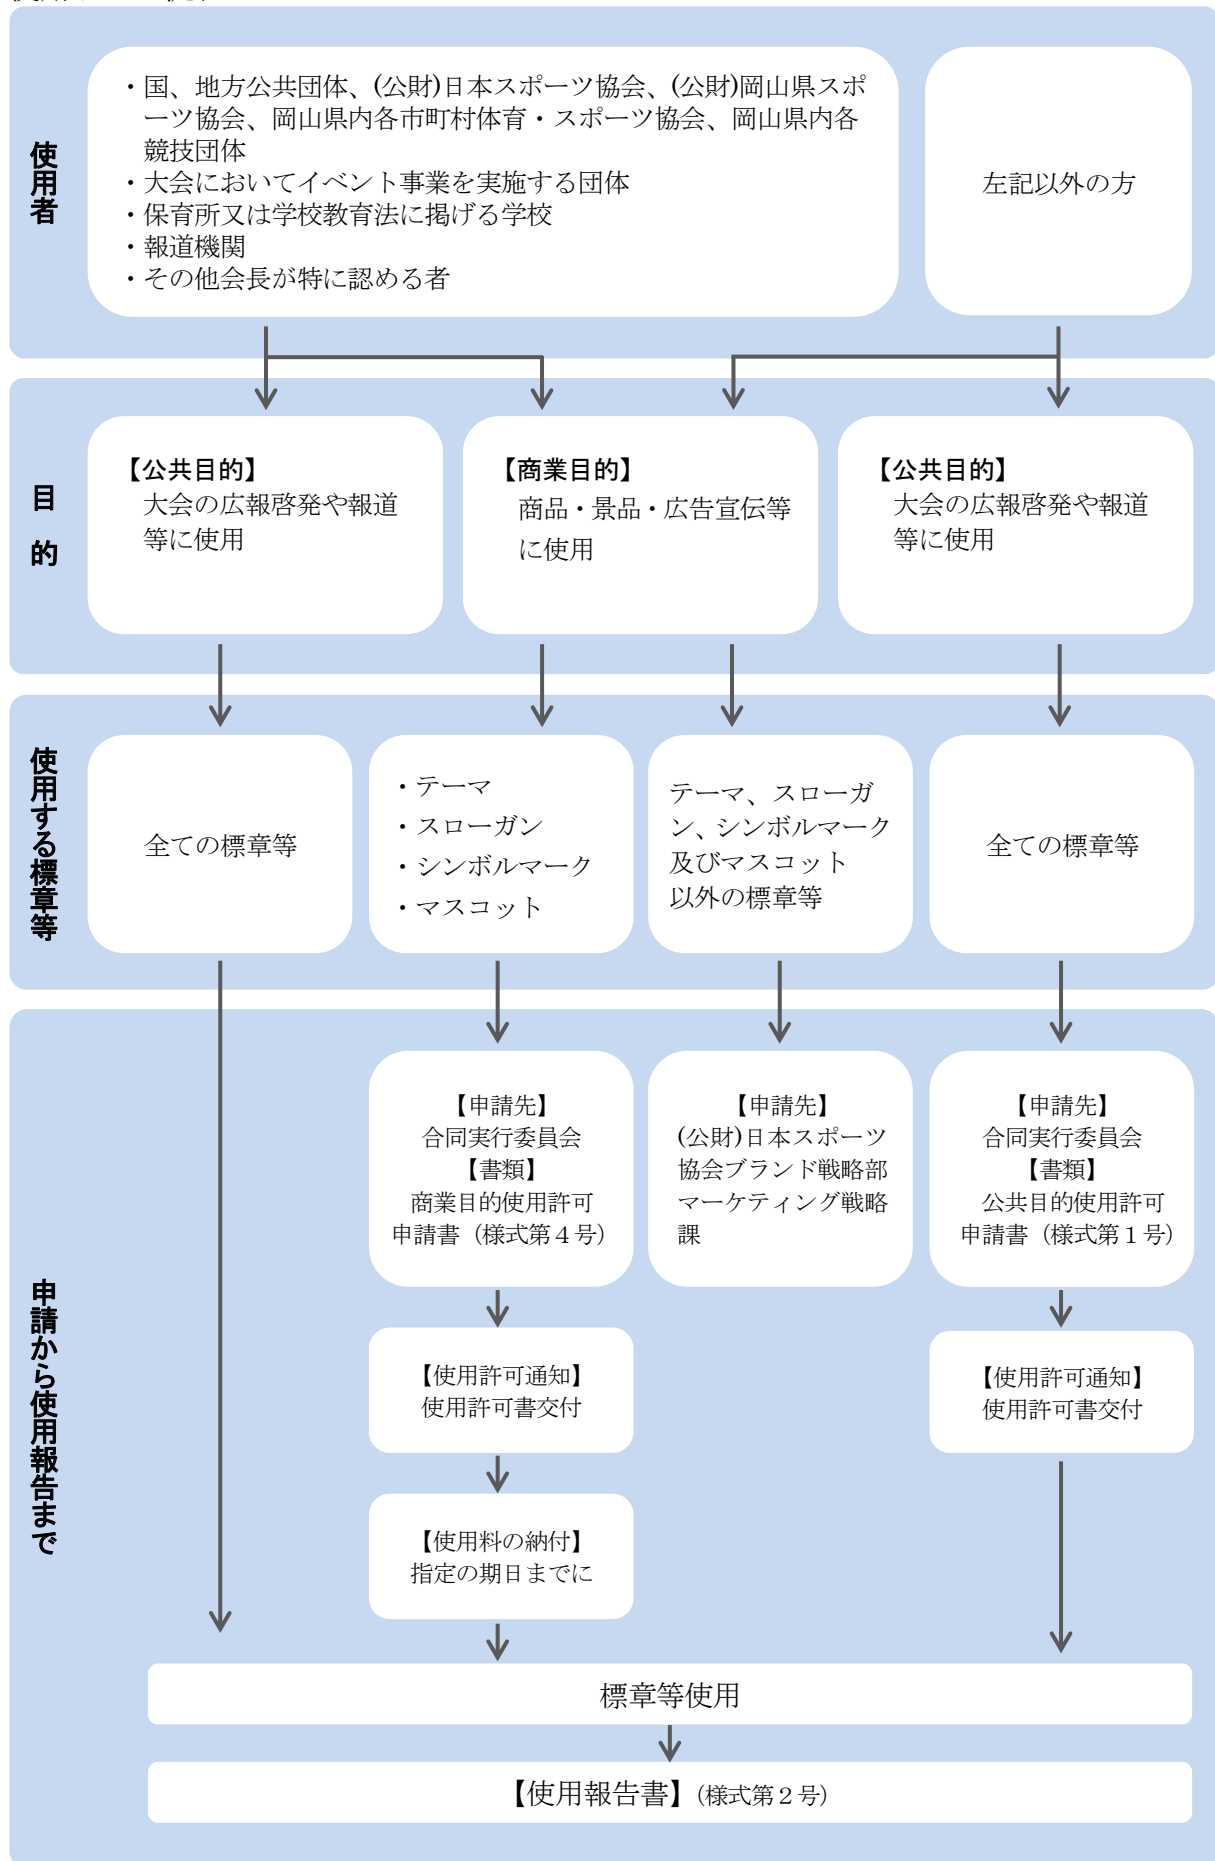 使用者
・国、地方公共団体、(公財)日本スポーツ協会、(公財)岡山県スポ
ーツ協会、岡山県内各市町村体育・スポーツ協会、岡山県内各
競技団体
・大会においてイベント事業を実施する団体
・保育所又は学校教育法に掲げる学校
・報道機関
・その他会長が特に認める者
左記以外の方
目的
【公共目的】
大会の広報啓発や報道
等に使用
【商業目的】
商品・景品・広告宣伝等
に使用
【公共目的】
大会の広報啓発や報道
等に使用
使用する標章等
全ての標章等
・テーマ
・スローガン
・シンボルマーク
・マスコット
テーマ、スローガ
ン、シンボルマーク
及びマスコット
以外の標章等
全ての標章等
申請から使用報告まで
【申請先】
合同実行委員会
【書類】
商業目的使用許可
申請書（様式第４号）
【申請先】
(公財)日本スポーツ
協会ブランド戦略部
マーケティング戦略
課
【申請先】
合同実行委員会
【書類】
公共目的使用許可
申請書（様式第１号）
【使用許可通知】
使用許可書交付
【使用許可通知】
使用許可書交付
【使用料の納付】
指定の期日までに
標章等使用
【使用報告書】（様式第２号）